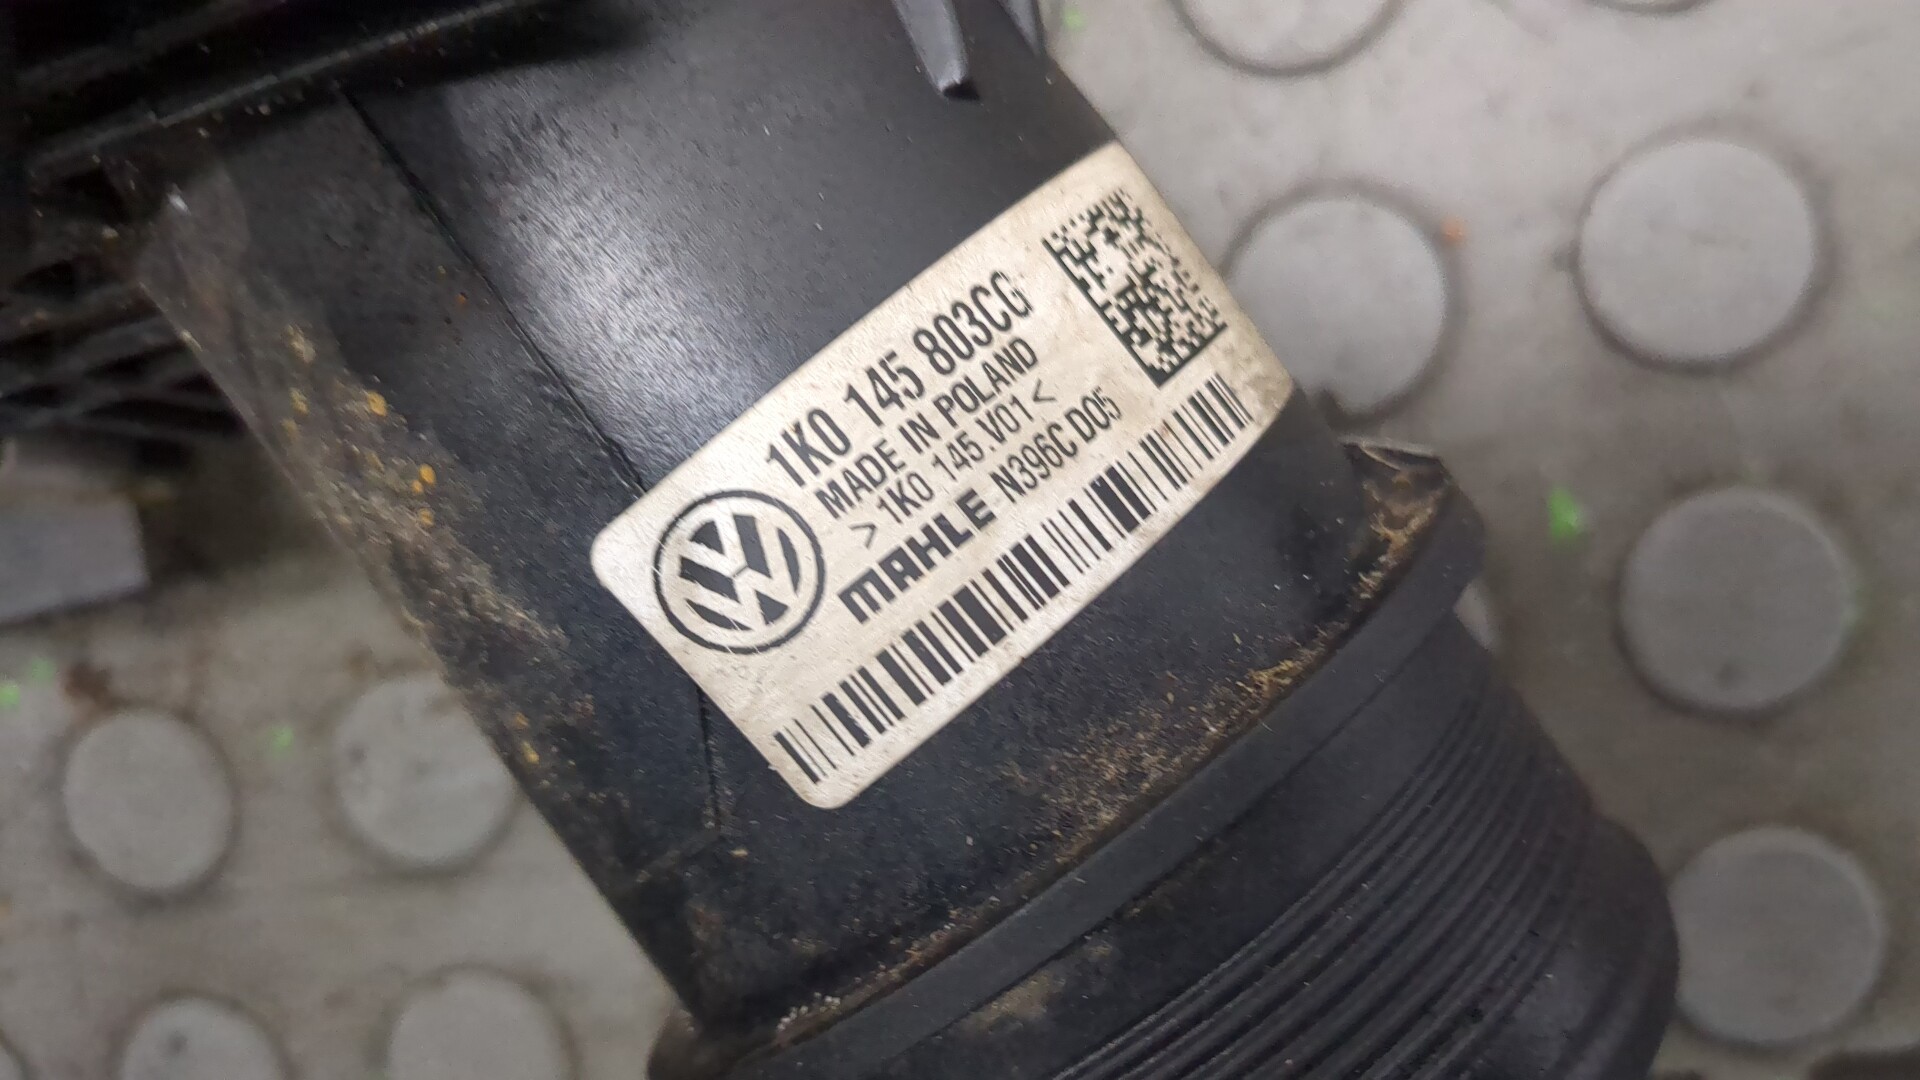 1K0 145 803CG
MADE IN POLAND
>1K0 145.V01<
MAHLE N396C D05